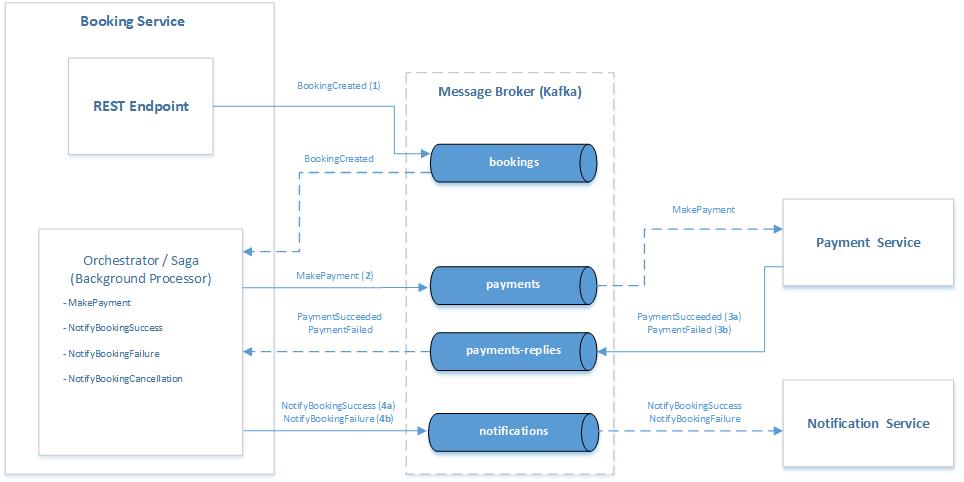 Booking Service
REST Endpoint
BookingCreated (1)
Message Broker (Kafka)
bookings
BookingCreated
MakePayment
Payment Service
Orchestrator / Saga
(Background Processor)
- MakePayment
- NotifyBookingSuccess
- NotifyBookingFailure
- NotifyBookingCancellation
MakePayment (2)
payments
PaymentSucceeded
PaymentFailed
payments-replies
PaymentSucceeded (3a)
PaymentFailed (3b)
NotifyBookingSuccess (4a)
NotifyBookingFailure (4b)
notifications
NotifyBookingSuccess
NotifyBookingFailure
Notification Service